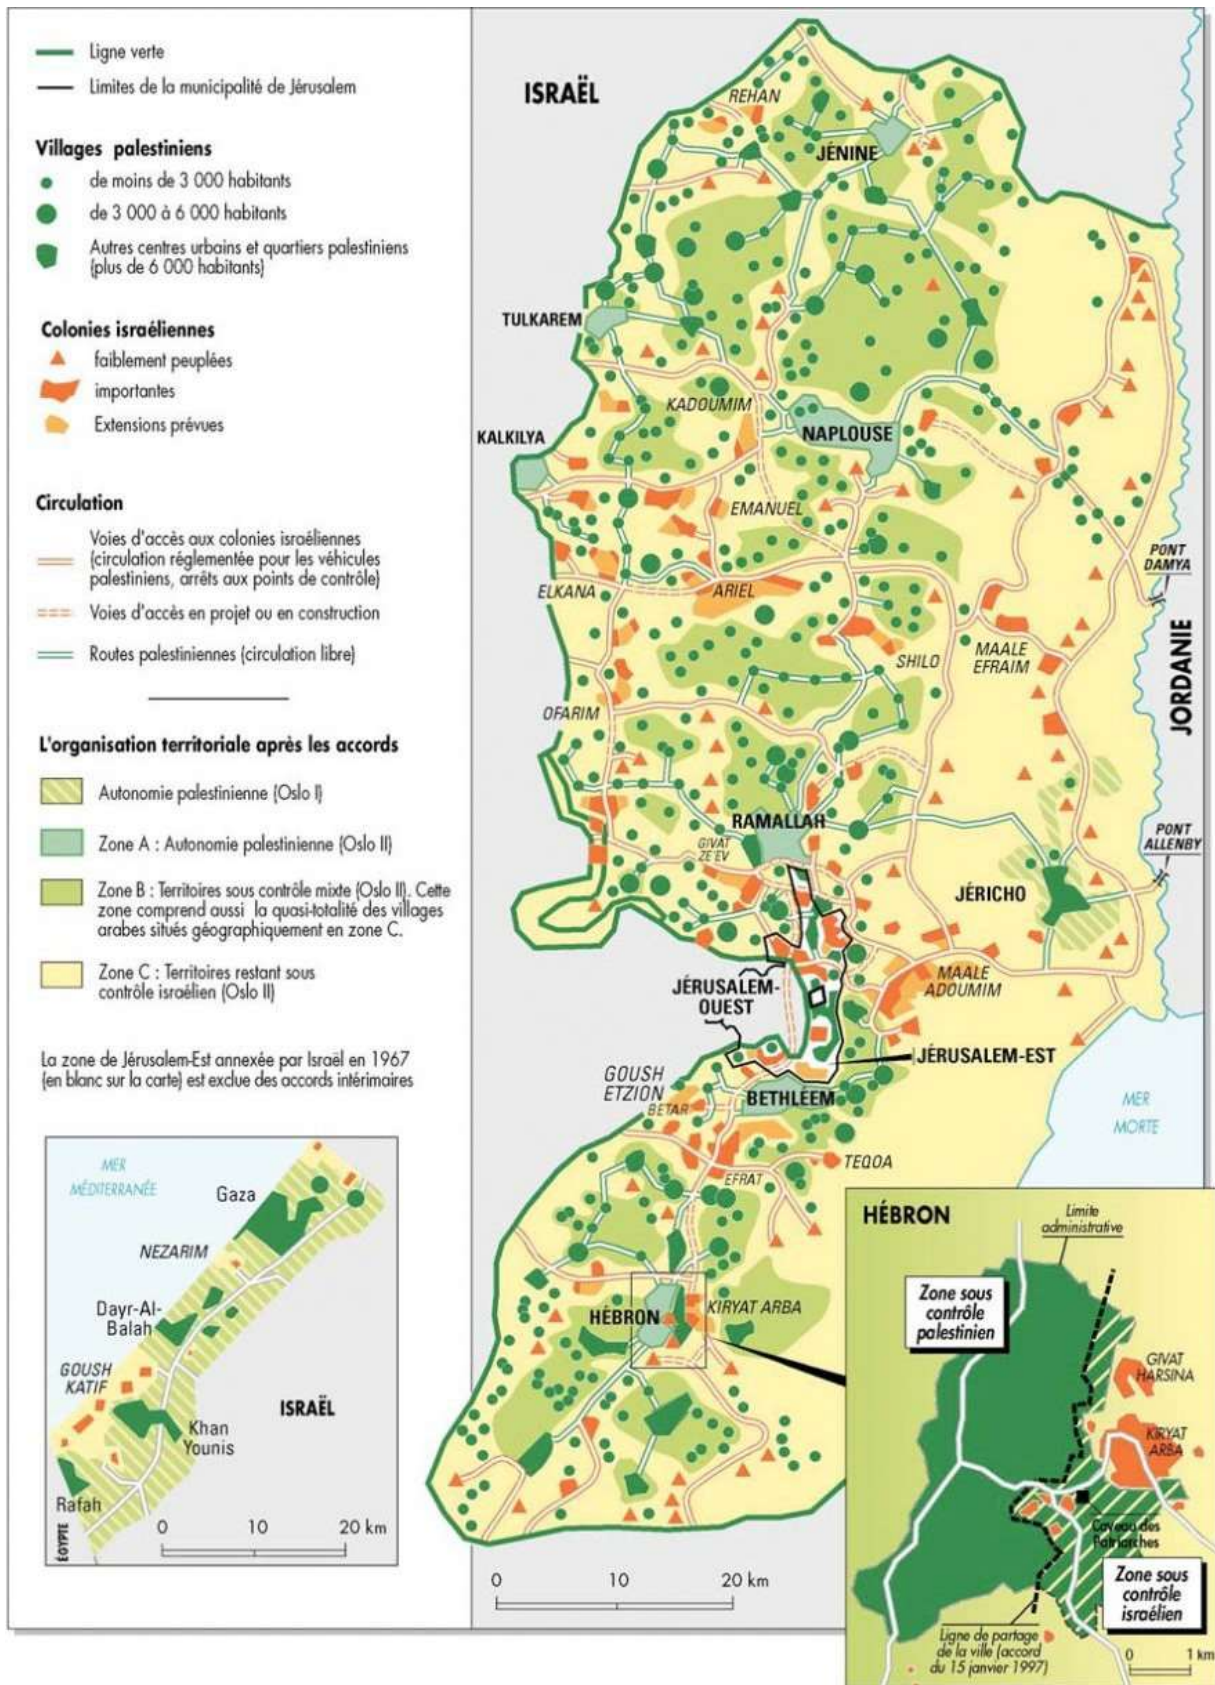 Ligne verte
Limites de la municipalité de Jérusalem
Villages palestiniens
de moins de 3 000 habitants
de 3 000 à 6 000 habitants
Autres centres urbains et quartiers palestiniens
(plus de 6 000 habitants)
Colonies israéliennes
faiblement peuplées
importantes
Extensions prévues
Circulation
Voies d'accès aux colonies israéliennes
(circulation réglementée pour les véhicules
palestiniens, arrêts aux points de contrôle)
Voies d'accès en projet ou en construction
Routes palestiniennes (circulation libre)
L'organisation territoriale après les accords
Autonomie palestinienne (Oslo I)
Zone A : Autonomie palestinienne (Oslo II)
Zone B : Territoires sous contrôle mixte (Oslo II). Cette
zone comprend aussi la quasi-totalité des villages
arabes situés géographiquement en zone C.
Zone C : Territoires restant sous
contrôle israélien (Oslo II)
La zone de Jérusalem-Est annexée par Israël en 1967
(en blanc sur la carte) est exclue des accords intérimaires
MER
MÉDITERRANÉE
Gaza
NEZARIM
Dayr-Al-
Balah
GOUSH
KATIF
ISRAËL
Khan
Younis
Rafah
ÉGYPTE
0 10 20 km
ISRAËL
REHAN
JÉNINE
TULKAREM
KADOUMIM
KALKILYA
NAPLOUSE
EMANUEL
PONT
DAMYA
ELKANA
ARIEL
JORDANIE
SHILO
MAALE
EFRAIM
OFARIM
RAMALLAH
GIVAT
ZE'EV
PONT
ALLENBY
JÉRICHO
JÉRUSALEM-
OUEST
MAALE
ADOUMIM
JÉRUSALEM-EST
GOUSH
ETZION
BETAR
BETHLÉEM
MER
MORTE
TEQOA
EFRAT
HÉBRON
KIRYAT ARBA
0 10 20 km
HÉBRON
Limite
administrative
Zone sous
contrôle
palestinien
GIVAT
HARSINA
KIRYAT
ARBA
Caveau des
Patriarches
Zone sous
contrôle
israélien
Ligne de partage
de la ville (accord
du 15 janvier 1997)
0 1 km